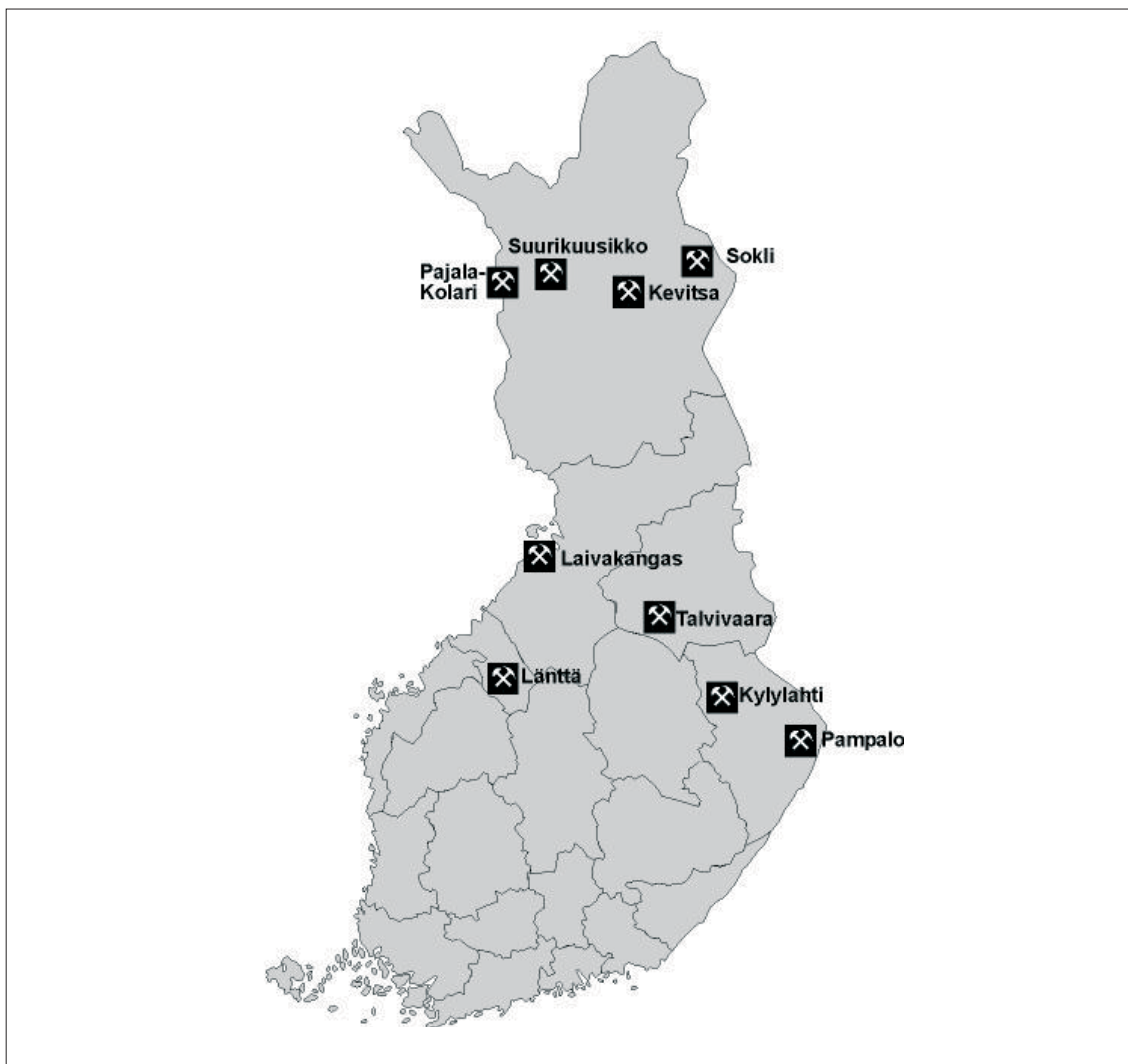 Suurikuusikko
Sokli
Pajala-
Kolari
Kevitsa
Laivakangas
Talvivaara
Länttä
Kylylahti
Pampalo